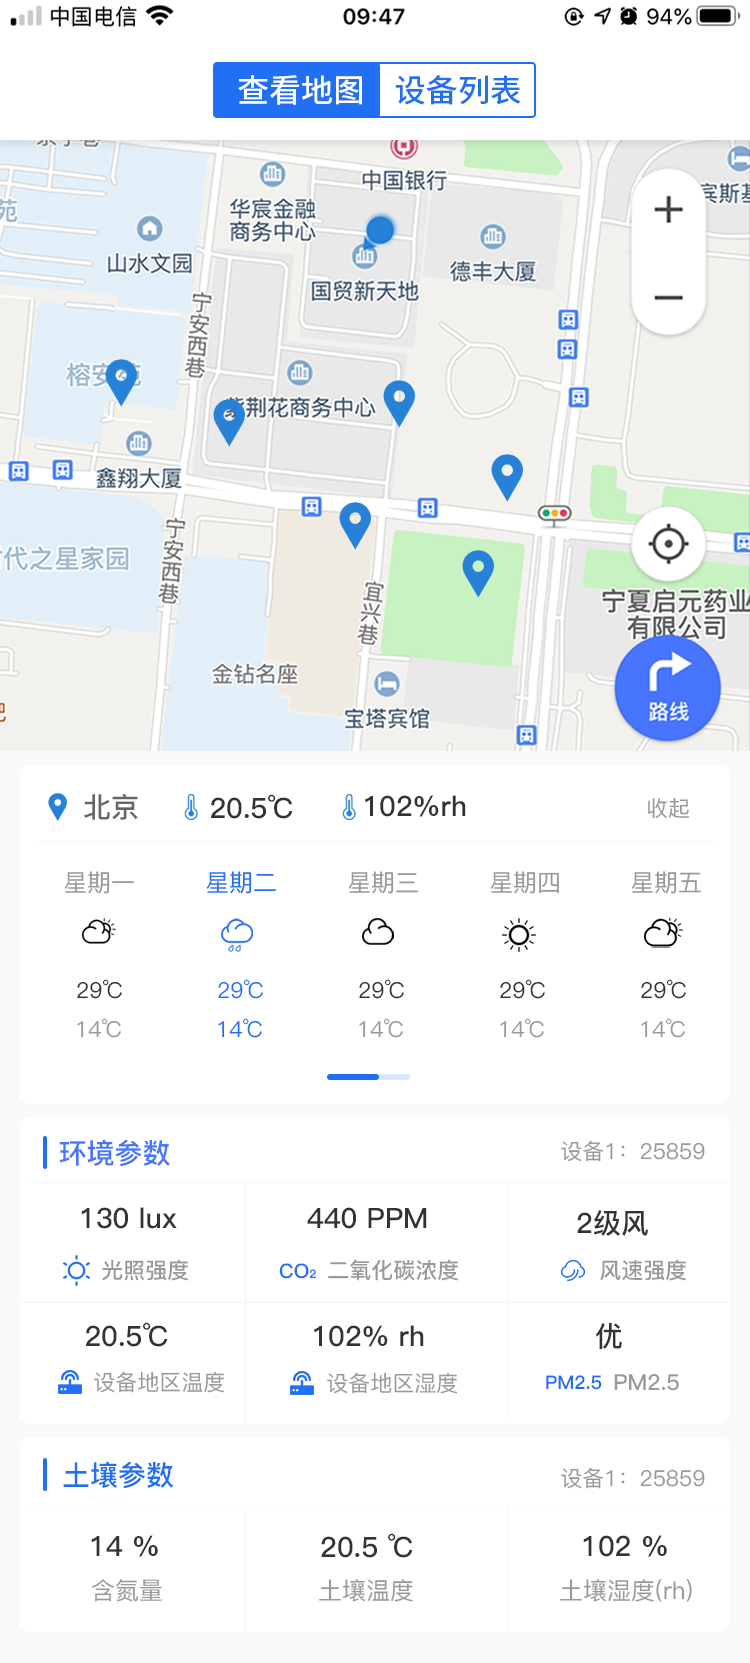 中国电信
09:47
94%
查看地图
设备列表
中国银行
宾斯基
华宸金融
商务中心
山水文园
国贸新天地
德丰大厦
宁安西巷
紫荆花商务中心
鑫翔大厦
代之星家园
宁安西巷
宜兴巷
宁夏启元药业
有限公司
金钻名座
宝塔宾馆
路线
北京
20.5℃
102%rh
收起
星期一
星期二
星期三
星期四
星期五
29℃
29℃
29℃
29℃
29℃
14℃
14℃
14℃
14℃
14℃
环境参数
设备1：25859
130 lux
440 PPM
2级风
光照强度
CO₂ 二氧化碳浓度
风速强度
20.5℃
102% rh
优
设备地区温度
设备地区湿度
PM2.5 PM2.5
土壤参数
设备1：25859
14 %
20.5 ℃
102 %
含氮量
土壤温度
土壤湿度(rh)